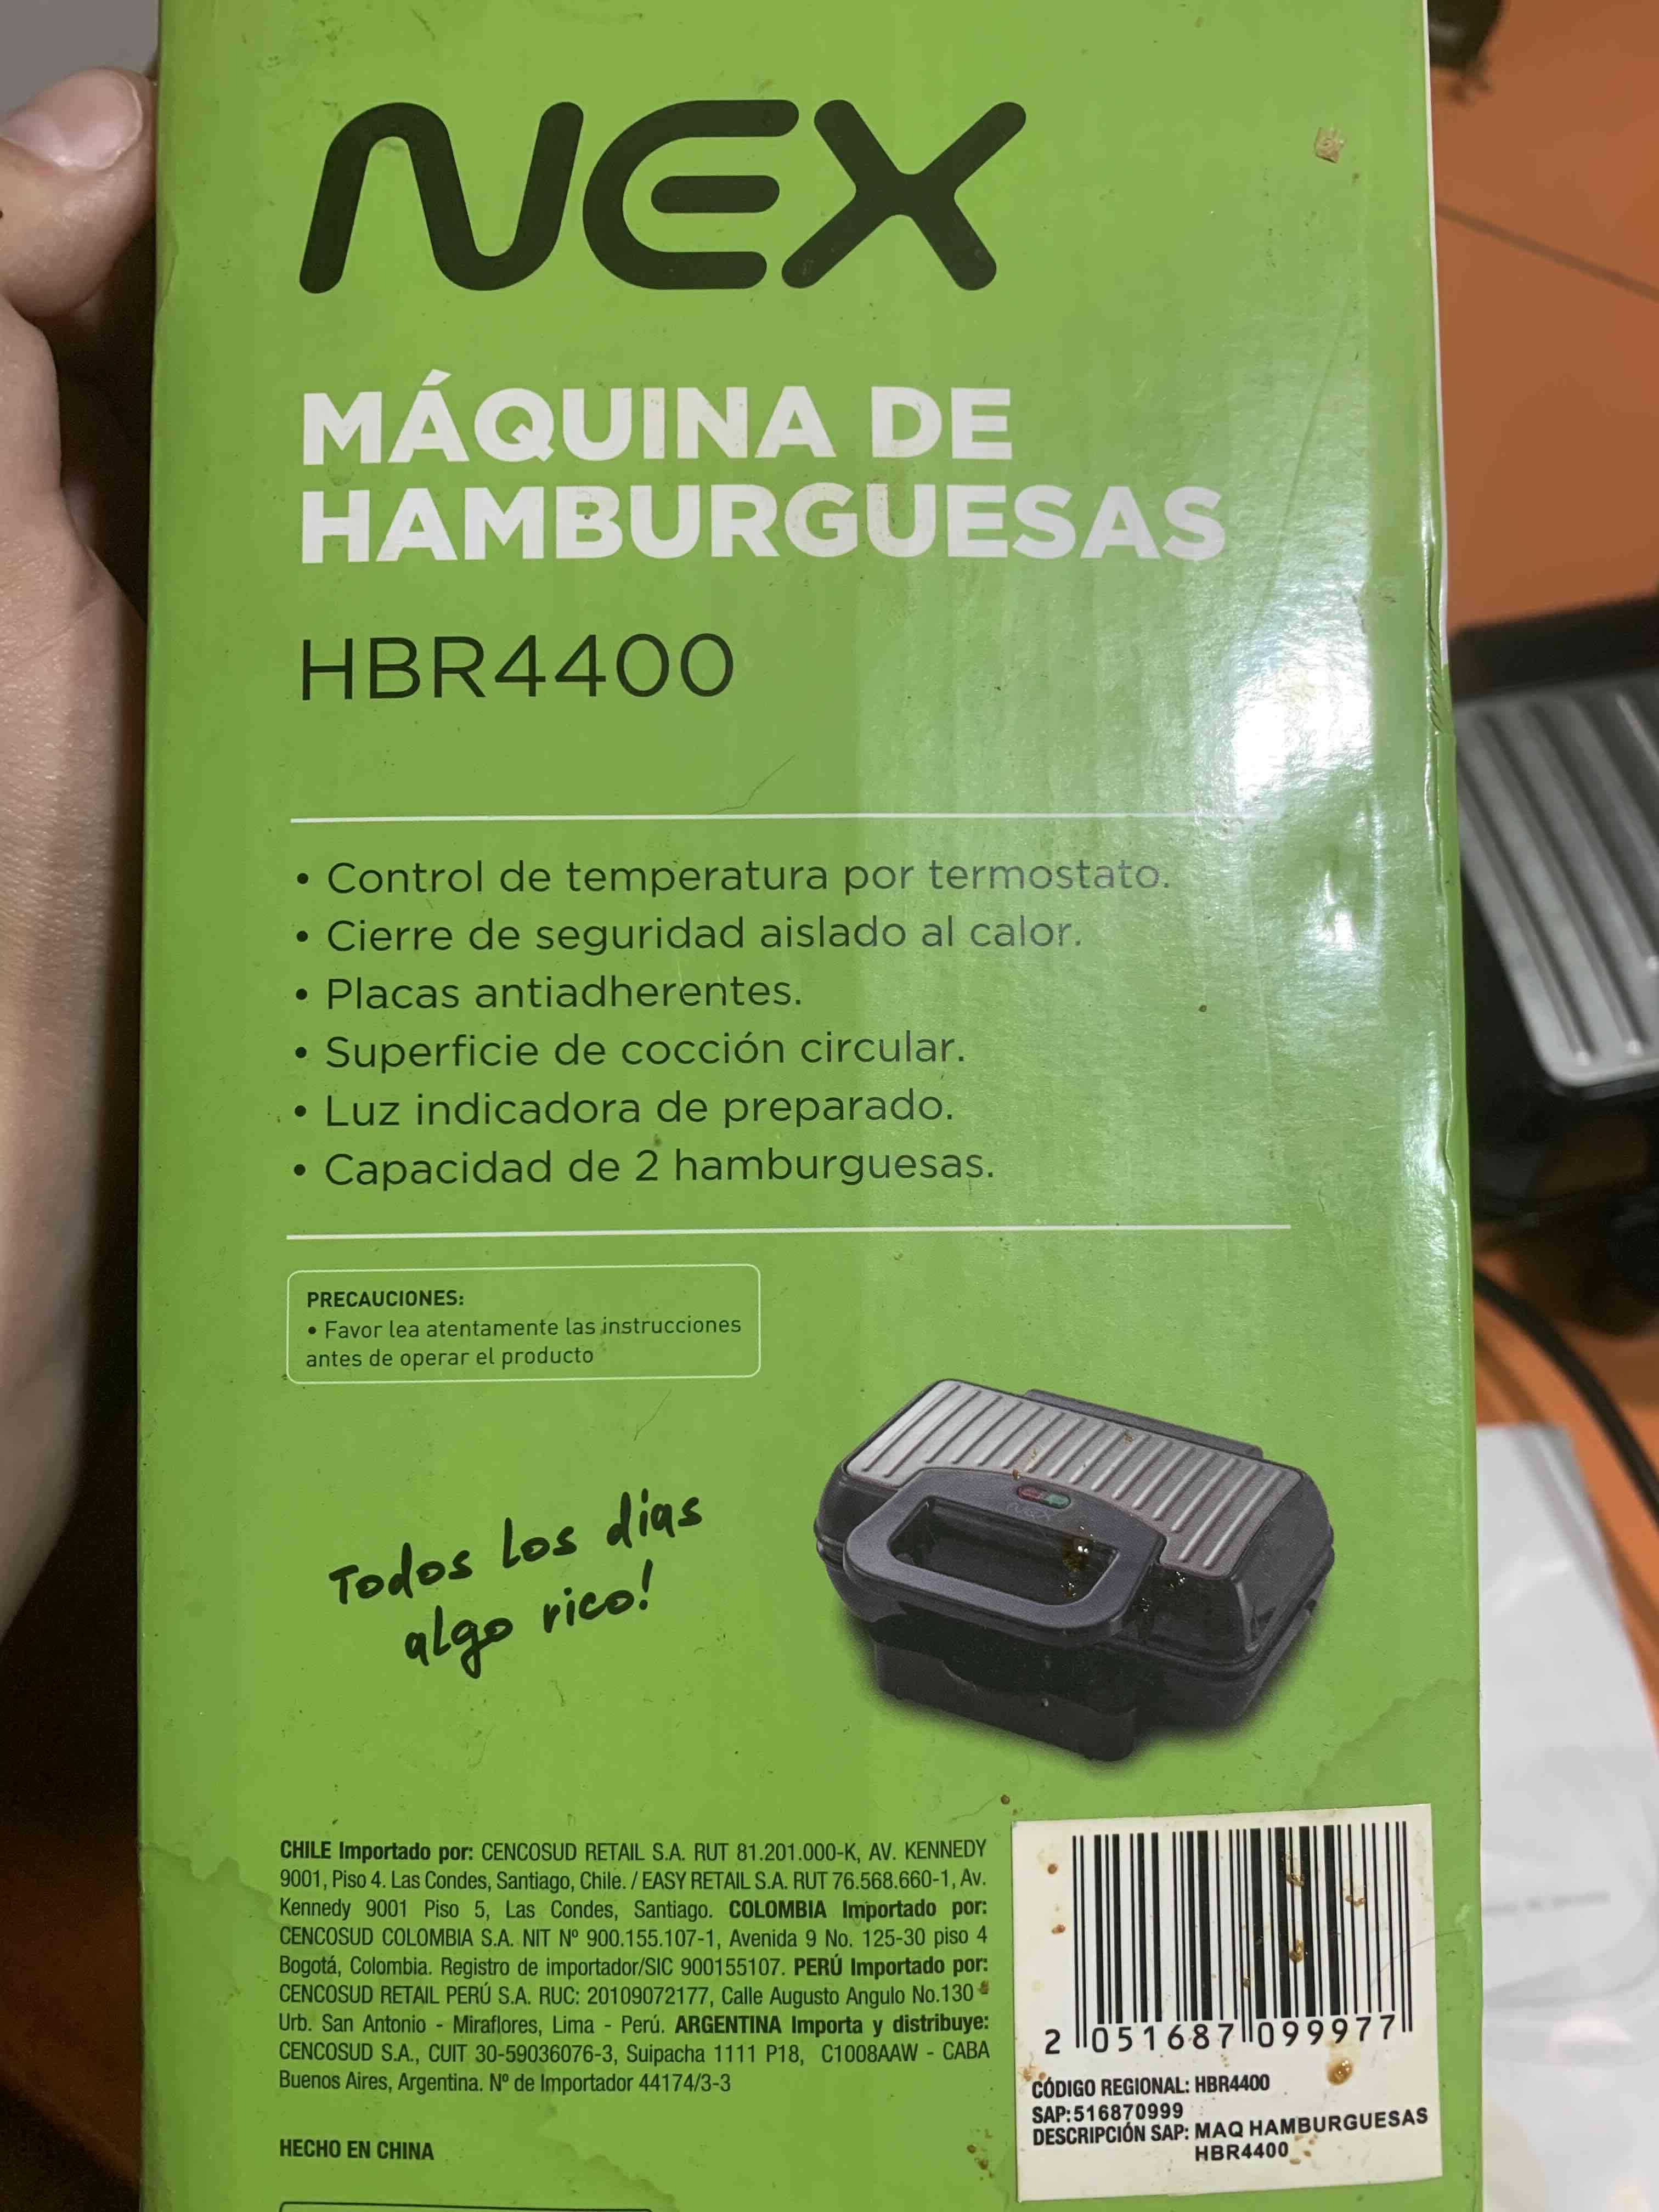 NEX
MÁQUINA DE
HAMBURGUESAS
HBR4400
• Control de temperatura por termostato.
• Cierre de seguridad aislado al calor.
• Placas antiadherentes.
• Superficie de cocción circular.
• Luz indicadora de preparado.
• Capacidad de 2 hamburguesas.
PRECAUCIONES:
• Favor lea atentamente las instrucciones
antes de operar el producto
Todos los días
algo rico!
NEX
CHILE Importado por: CENCOSUD RETAIL S.A. RUT 81.201.000-K, AV. KENNEDY
9001, Piso 4. Las Condes, Santiago, Chile. / EASY RETAIL S.A. RUT 76.568.660-1, Av.
Kennedy 9001 Piso 5, Las Condes, Santiago. COLOMBIA Importado por:
CENCOSUD COLOMBIA S.A. NIT Nº 900.155.107-1, Avenida 9 No. 125-30 piso 4
Bogotá, Colombia. Registro de importador/SIC 900155107. PERÚ Importado por:
CENCOSUD RETAIL PERÚ S.A. RUC: 20109072177, Calle Augusto Angulo No.130
Urb. San Antonio - Miraflores, Lima - Perú. ARGENTINA Importa y distribuye:
CENCOSUD S.A., CUIT 30-59036076-3, Suipacha 1111 P18, C1008AAW - CABA
Buenos Aires, Argentina. Nº de Importador 44174/3-3
HECHO EN CHINA
2 051687 099977
CÓDIGO REGIONAL: HBR4400
SAP:516870999
DESCRIPCIÓN SAP: MAQ HAMBURGUESAS
HBR4400